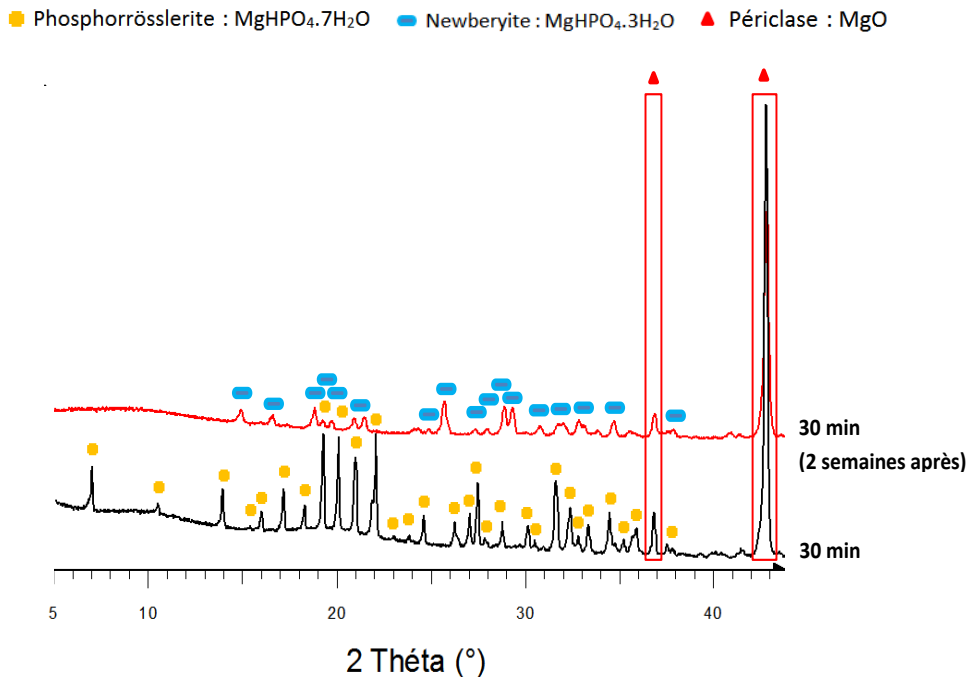 Phosphorrösslerite : MgHPO₄.7H₂O Newberyite : MgHPO₄.3H₂O Périclase : MgO
30 min
(2 semaines après)
30 min
5 10 20 30 40
2 Théta (°)